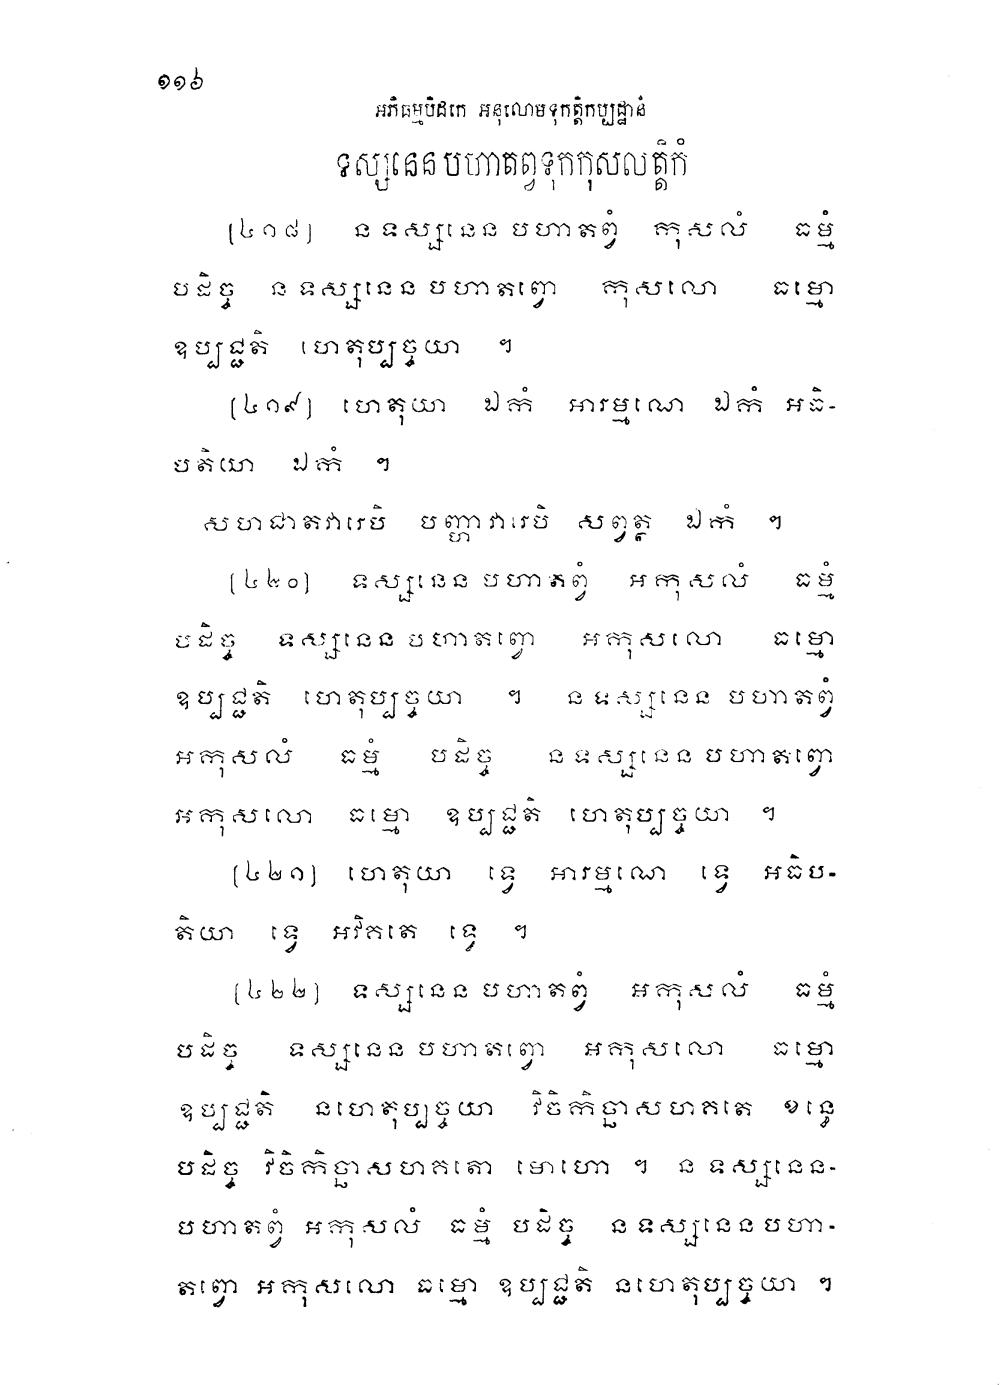 ១១៦
អភិធម្មបិដកេ អនុលោមទុកត្តិកប្បដ្ឋានំ
ទស្សនេនបហាតព្វទុកកុសលត្តិកំ
[៤១៨] ន ទស្សនេន បហាតព្វំ កុសលំ ធម្មំ
បដិច្ច ន ទស្សនេន បហាតព្វោ កុសលោ ធម្មោ
ឧប្បជ្ជតិ ហេតុប្បច្ចយា ។
[៤១៩] ហេតុយា ឯកំ អារម្មណេ ឯកំ អធិ-
បតិយា ឯកំ ។
សហជាតវារេបិ បញ្ហាវារេបិ សព្វត្ថ ឯកំ ។
[៤២០] ទស្សនេន បហាតព្វំ អកុសលំ ធម្មំ
បដិច្ច ទស្សនេន បហាតព្វោ អកុសលោ ធម្មោ
ឧប្បជ្ជតិ ហេតុប្បច្ចយា ។ ន ទស្សនេន បហាតព្វំ
អកុសលំ ធម្មំ បដិច្ច ន ទស្សនេន បហាតព្វោ
អកុសលោ ធម្មោ ឧប្បជ្ជតិ ហេតុប្បច្ចយា ។
[៤២១] ហេតុយា ទ្វេ អារម្មណេ ទ្វេ អធិប-
តិយា ទ្វេ អវិគតេ ទ្វេ ។
[៤២២] ទស្សនេន បហាតព្វំ អកុសលំ ធម្មំ
បដិច្ច ទស្សនេន បហាតព្វោ អកុសលោ ធម្មោ
ឧប្បជ្ជតិ នហេតុប្បច្ចយា វិចិកិច្ឆាសហគតេ ខន្ធេ
បដិច្ច វិចិកិច្ឆាសហគតោ មោហោ ។ ន ទស្សនេន-
បហាតព្វំ អកុសលំ ធម្មំ បដិច្ច ន ទស្សនេន បហា-
តព្វោ អកុសលោ ធម្មោ ឧប្បជ្ជតិ នហេតុប្បច្ចយា ។